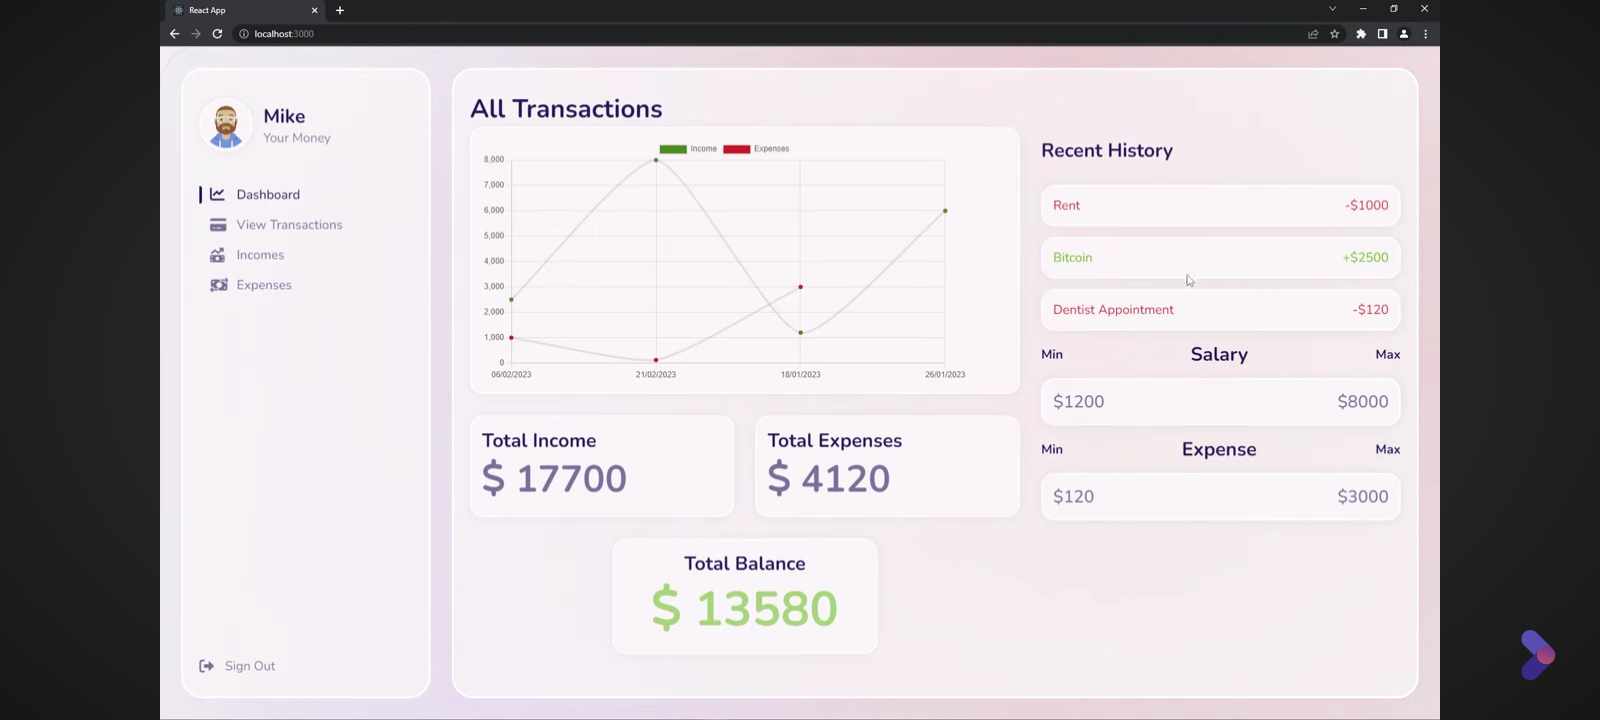 React App
localhost:3000
Mike
Your Money
Dashboard
View Transactions
Incomes
Expenses
Sign Out
All Transactions
Income Expenses
8,000
7,000
6,000
5,000
4,000
3,000
2,000
1,000
0
06/02/2023 21/02/2023 18/01/2023 26/01/2023
Total Income
$ 17700
Total Expenses
$ 4120
Total Balance
$ 13580
Recent History
Rent -$1000
Bitcoin +$2500
Dentist Appointment -$120
Min Salary Max
$1200 $8000
Min Expense Max
$120 $3000